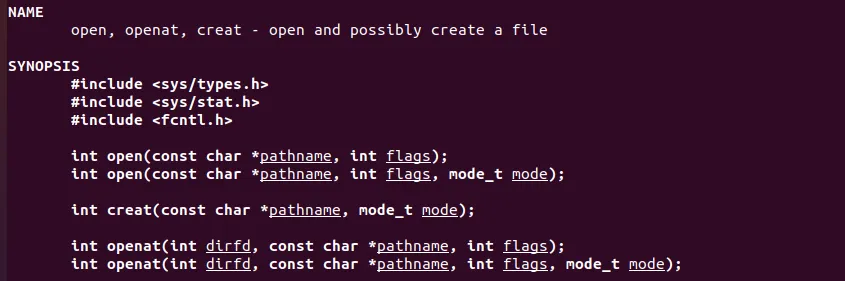 NAME
open, openat, creat - open and possibly create a file
SYNOPSIS
#include <sys/types.h>
#include <sys/stat.h>
#include <fcntl.h>
int open(const char *pathname, int flags);
int open(const char *pathname, int flags, mode_t mode);
int creat(const char *pathname, mode_t mode);
int openat(int dirfd, const char *pathname, int flags);
int openat(int dirfd, const char *pathname, int flags, mode_t mode);